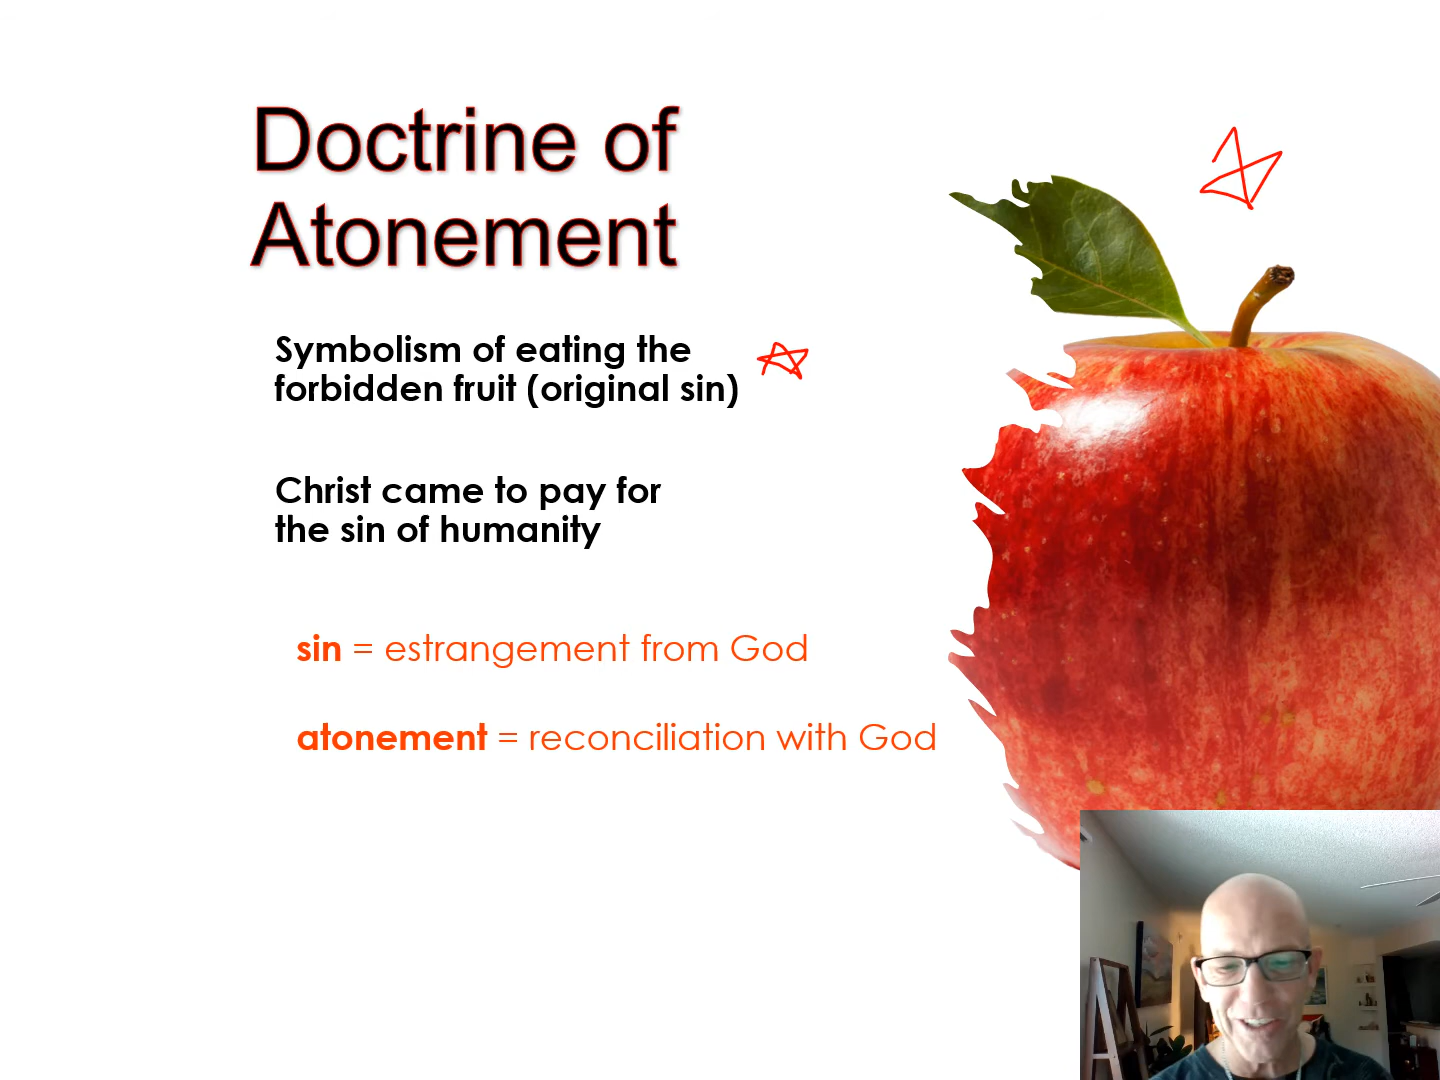 Doctrine of
Atonement
Symbolism of eating the
forbidden fruit (original sin)
Christ came to pay for
the sin of humanity
sin = estrangement from God
atonement = reconciliation with God